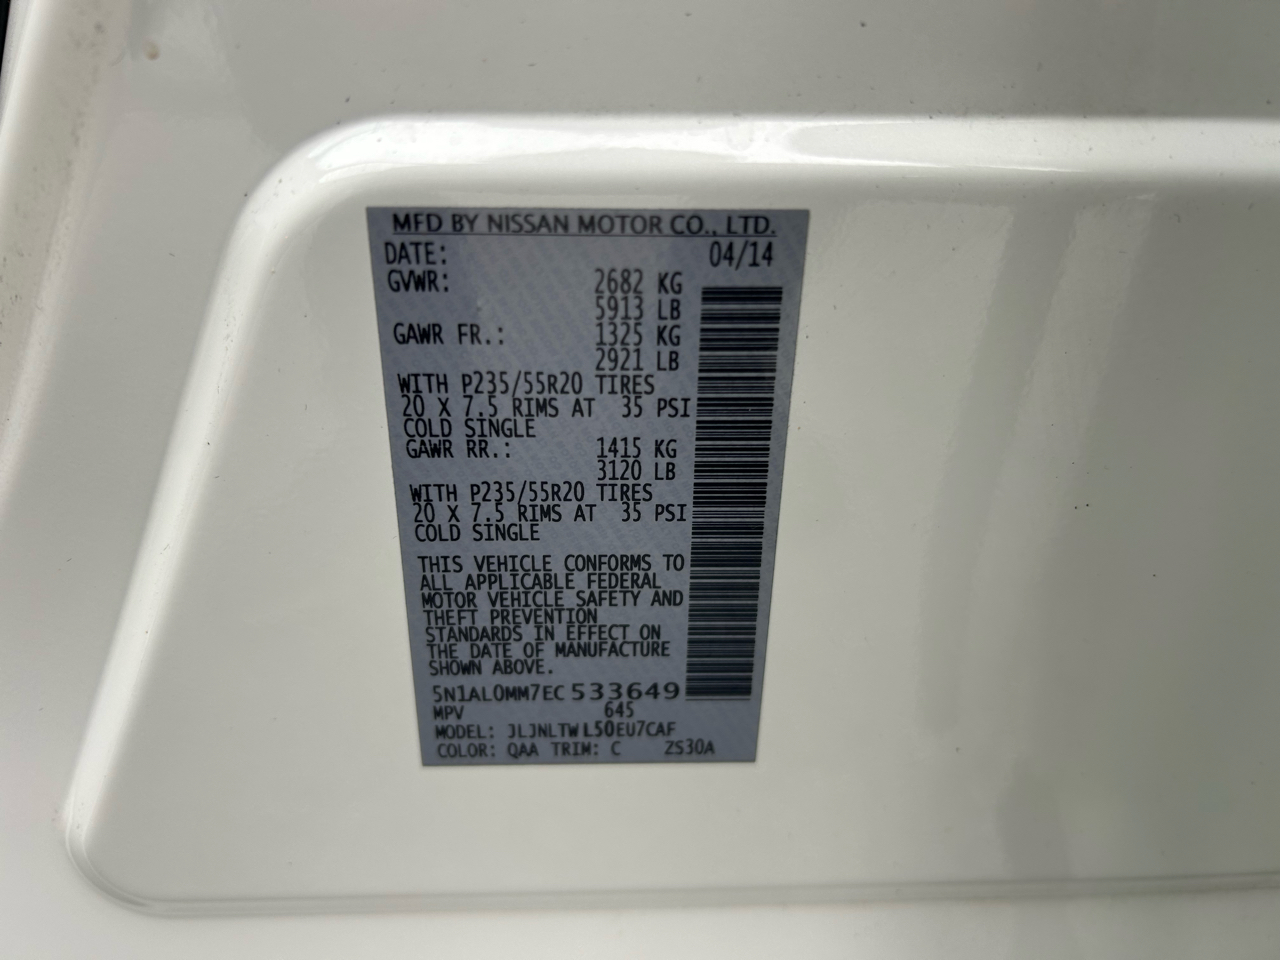 MFD BY NISSAN MOTOR CO., LTD.
DATE: 04/14
GVWR: 2682 KG
5913 LB
GAWR FR.: 1325 KG
2921 LB
WITH P235/55R20 TIRES
20 X 7.5 RIMS AT 35 PSI
COLD SINGLE
GAWR RR.: 1415 KG
3120 LB
WITH P235/55R20 TIRES
20 X 7.5 RIMS AT 35 PSI
COLD SINGLE
THIS VEHICLE CONFORMS TO
ALL APPLICABLE FEDERAL
MOTOR VEHICLE SAFETY AND
THEFT PREVENTION
STANDARDS IN EFFECT ON
THE DATE OF MANUFACTURE
SHOWN ABOVE.
5N1AL0MM7EC533649
MPV 645
MODEL: JLJNLTWL50EU7CAF
COLOR: QAA TRIM: C ZS30A